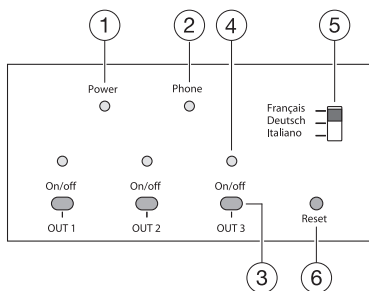 1 2 4 5
Power Phone
Français
Deutsch
Italiano
On/off On/off On/off
OUT 1 OUT 2 OUT 3
Reset
3 6